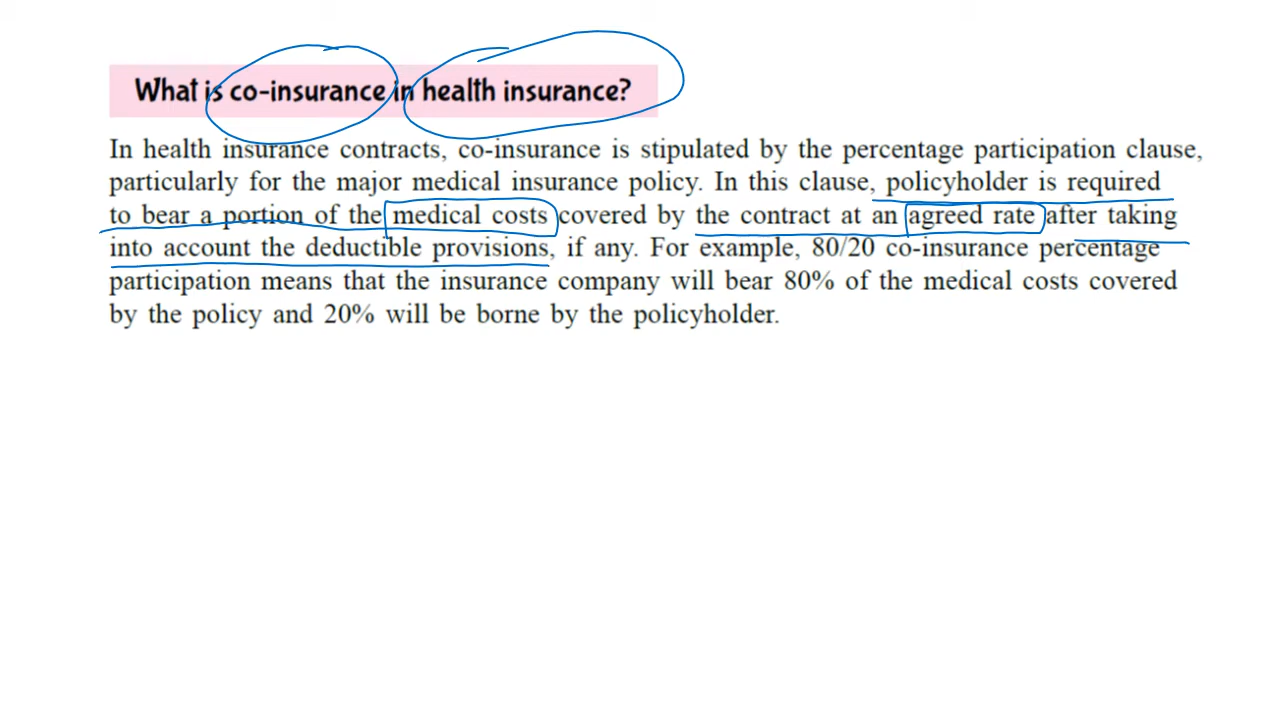 What is co-insurance in health insurance?
In health insurance contracts, co-insurance is stipulated by the percentage participation clause,
particularly for the major medical insurance policy. In this clause, policyholder is required
to bear a portion of the medical costs covered by the contract at an agreed rate after taking
into account the deductible provisions, if any. For example, 80/20 co-insurance percentage
participation means that the insurance company will bear 80% of the medical costs covered
by the policy and 20% will be borne by the policyholder.